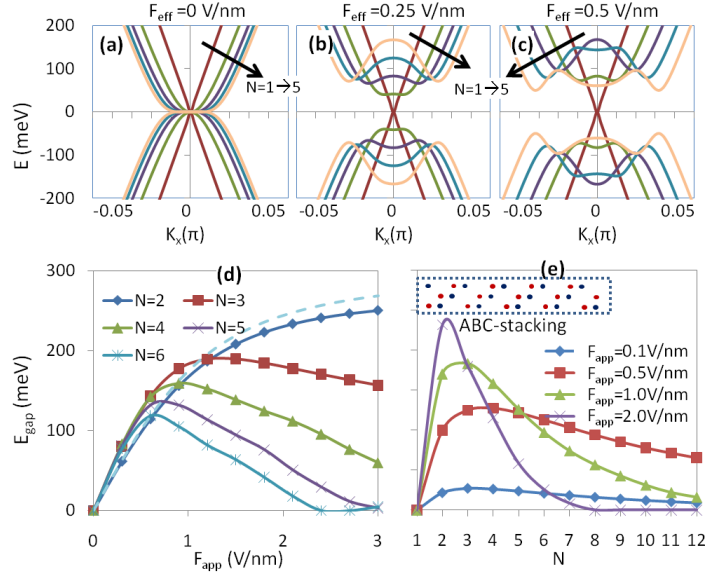 F_eff=0 V/nm F_eff=0.25 V/nm F_eff=0.5 V/nm
(a) (b) (c)
N=1→5 N=1→5
E (meV)
200
100
0
-100
-200
-0.05 0.05 -0.05 0.05 -0.05 0.05
K_x(π) K_x(π) K_x(π)
(d)
E_gap (meV)
300
200
100
0
N=2 N=3
N=4 N=5
N=6
0 1 2 3
F_app (V/nm)
(e)
ABC-stacking
F_app=0.1V/nm
F_app=0.5V/nm
F_app=1.0V/nm
F_app=2.0V/nm
1 2 3 4 5 6 7 8 9 10 11 12
N